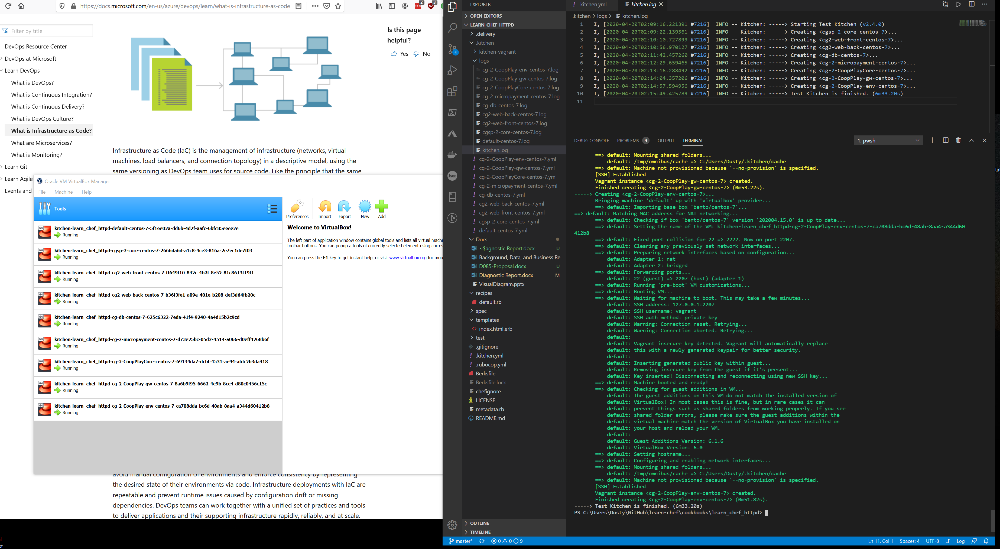 https://docs.microsoft.com/en-us/azure/devops/learn/what-is-infrastructure-as-code
2
3
Filter by title
DevOps Resource Center
DevOps at Microsoft
Learn DevOps
What is DevOps?
What is Continuous Integration?
What is Continuous Delivery?
What is DevOps Culture?
What is Infrastructure as Code?
What are Microservices?
What is Monitoring?
Learn Git
Learn Agile
Events and
Is this page
helpful?
Yes No
Infrastructure as Code (IaC) is the management of infrastructure (networks, virtual
machines, load balancers, and connection topology) in a descriptive model, using the
same versioning as DevOps team uses for source code. Like the principle that the same
Oracle VM VirtualBox Manager
File Machine Help
Tools
Preferences Import Export New Add
64 kitchen-learn_chef_httpd-default-centos-7-5f1ee02a-dd6b-4d2f-aafc-6bfc85eeee2e
Running
64 kitchen-learn_chef_httpd-cgsp-2-core-centos-7-2666da6d-a1c8-4ce3-816a-2e7ec1de7f03
Running
64 kitchen-learn_chef_httpd-cg2-web-front-centos-7-ff649f10-842c-4b2f-8e52-81c8613f19f1
Running
64 kitchen-learn_chef_httpd-cg2-web-back-centos-7-b36f3fe1-a09e-401e-b208-def3d64fb20c
Running
64 kitchen-learn_chef_httpd-cg-db-centos-7-625c6322-7eda-41f4-9240-4a4d15b2c9cd
Running
64 kitchen-learn_chef_httpd-cg-2-micropayment-centos-7-d73e25bc-05d2-4514-a066-d0eff4268b6f
Running
64 kitchen-learn_chef_httpd-cg-2-CoopPlayCore-centos-7-69134da7-dcbf-4531-ae94-afdc2b3da418
Running
64 kitchen-learn_chef_httpd-cg-2-CoopPlay-gw-centos-7-8a6b9f95-6662-4e9b-8ce4-d80c0456c15c
Running
64 kitchen-learn_chef_httpd-cg-2-CoopPlay-env-centos-7-ca708dda-bc6d-48ab-8aa4-a344d60412b8
Running
Welcome to VirtualBox!
The left part of application window contains global tools and lists all virtual machi
toolbar buttons. You can popup a tools of currently selected element using corres
You can press the F1 key to get instant help, or visit www.virtualbox.org for mor
avoid manual configuration of environments and enforce consistency by representing
the desired state of their environments via code. Infrastructure deployments with IaC are
repeatable and prevent runtime issues caused by configuration drift or missing
dependencies. DevOps teams can work together with a unified set of practices and tools
to deliver applications and their supporting infrastructure rapidly, reliably, and at scale.
EXPLORER
OPEN EDITORS
LEARN_CHEF_HTTPD
.delivery
.kitchen
kitchen-vagrant
logs
cg-2-CoopPlay-env-centos-7.log
cg-2-CoopPlay-gw-centos-7.log
cg-2-CoopPlayCore-centos-7.log
cg-2-micropayment-centos-7.log
cg-db-centos-7.log
cg2-web-back-centos-7.log
cg2-web-front-centos-7.log
cgsp-2-core-centos-7.log
default-centos-7.log
kitchen.log
! cg-2-CoopPlay-env-centos-7.yml
! cg-2-CoopPlay-gw-centos-7.yml
! cg-2-CoopPlayCore-centos-7.yml
! cg-2-micropayment-centos-7.yml
! cg-db-centos-7.yml
! cg2-web-back-centos-7.yml
! cg2-web-front-centos-7.yml
! cgsp-2-core-centos-7.yml
! default-centos-7.yml
Docs
~$agnostic Report.docx U
Background, Data, and Business Re...
D085-Proposal.docx U
Diagnostic Report.docx M
VisualDiagram.pptx
recipes
default.rb
spec
templates
<> index.html.erb
test
.gitignore
! .kitchen.yml
! .rubocop.yml
Berksfile
Berksfile.lock
chefignore
LICENSE
metadata.rb
README.md
OUTLINE
TIMELINE
4
Json
! .kitchen.yml kitchen.log
.kitchen > logs > kitchen.log
1 I, [2020-04-20T02:09:16.221391 #7216] INFO -- Kitchen: -----> Starting Test Kitchen (v2.4.0)
2 I, [2020-04-20T02:09:22.139361 #7216] INFO -- Kitchen: -----> Creating <cgsp-2-core-centos-7>...
3 I, [2020-04-20T02:10:10.727899 #7216] INFO -- Kitchen: -----> Creating <cg2-web-front-centos-7>...
4 I, [2020-04-20T02:10:56.970127 #7216] INFO -- Kitchen: -----> Creating <cg2-web-back-centos-7>...
5 I, [2020-04-20T02:11:42.457260 #7216] INFO -- Kitchen: -----> Creating <cg-db-centos-7>...
6 I, [2020-04-20T02:12:29.659465 #7216] INFO -- Kitchen: -----> Creating <cg-2-micropayment-centos-7>...
7 I, [2020-04-20T02:13:16.288492 #7216] INFO -- Kitchen: -----> Creating <cg-2-CoopPlayCore-centos-7>...
8 I, [2020-04-20T02:14:04.357206 #7216] INFO -- Kitchen: -----> Creating <cg-2-CoopPlay-gw-centos-7>...
9 I, [2020-04-20T02:14:57.594956 #7216] INFO -- Kitchen: -----> Creating <cg-2-CoopPlay-env-centos-7>...
10 I, [2020-04-20T02:15:49.425789 #7216] INFO -- Kitchen: -----> Test Kitchen is finished. (6m33.20s)
11
DEBUG CONSOLE PROBLEMS 9 OUTPUT TERMINAL 1: pwsh
==> default: Mounting shared folders...
default: /tmp/omnibus/cache => C:/Users/Dusty/.kitchen/cache
==> default: Machine not provisioned because `--no-provision` is specified.
[SSH] Established
Vagrant instance <cg-2-CoopPlay-gw-centos-7> created.
Finished creating <cg-2-CoopPlay-gw-centos-7> (0m53.22s).
-----> Creating <cg-2-CoopPlay-env-centos-7>...
Bringing machine 'default' up with 'virtualbox' provider...
==> default: Importing base box 'bento/centos-7'...
==> default: Matching MAC address for NAT networking...
==> default: Checking if box 'bento/centos-7' version '202004.15.0' is up to date...
==> default: Setting the name of the VM: kitchen-learn_chef_httpd-cg-2-CoopPlay-env-centos-7-ca708dda-bc6d-48ab-8aa4-a344d60
412b8
==> default: Fixed port collision for 22 => 2222. Now on port 2207.
==> default: Clearing any previously set network interfaces...
==> default: Preparing network interfaces based on configuration...
default: Adapter 1: nat
default: Adapter 2: bridged
==> default: Forwarding ports...
default: 22 (guest) => 2207 (host) (adapter 1)
==> default: Running 'pre-boot' VM customizations...
==> default: Booting VM...
==> default: Waiting for machine to boot. This may take a few minutes...
default: SSH address: 127.0.0.1:2207
default: SSH username: vagrant
default: SSH auth method: private key
default: Warning: Connection reset. Retrying...
default: Warning: Connection aborted. Retrying...
default:
default: Vagrant insecure key detected. Vagrant will automatically replace
default: this with a newly generated keypair for better security.
default:
default: Inserting generated public key within guest...
default: Removing insecure key from the guest if it's present...
default: Key inserted! Disconnecting and reconnecting using new SSH key...
==> default: Machine booted and ready!
==> default: Checking for guest additions in VM...
default: The guest additions on this VM do not match the installed version of
default: VirtualBox! In most cases this is fine, but in rare cases it can
default: prevent things such as shared folders from working properly. If you see
default: shared folder errors, please make sure the guest additions within the
default: virtual machine match the version of VirtualBox you have installed on
default: your host and reload your VM.
default:
default: Guest Additions Version: 6.1.6
default: VirtualBox Version: 6.0
==> default: Setting hostname...
==> default: Configuring and enabling network interfaces...
==> default: Mounting shared folders...
default: /tmp/omnibus/cache => C:/Users/Dusty/.kitchen/cache
==> default: Machine not provisioned because `--no-provision` is specified.
[SSH] Established
Vagrant instance <cg-2-CoopPlay-env-centos-7> created.
Finished creating <cg-2-CoopPlay-env-centos-7> (0m51.82s).
-----> Test Kitchen is finished. (6m33.20s)
PS C:\Users\Dusty\GitHub\learn-chef\cookbooks\learn_chef_httpd>
master* 0 0 9 Ln 11, Col 1 Spaces: 4 UTF-8 LF Log